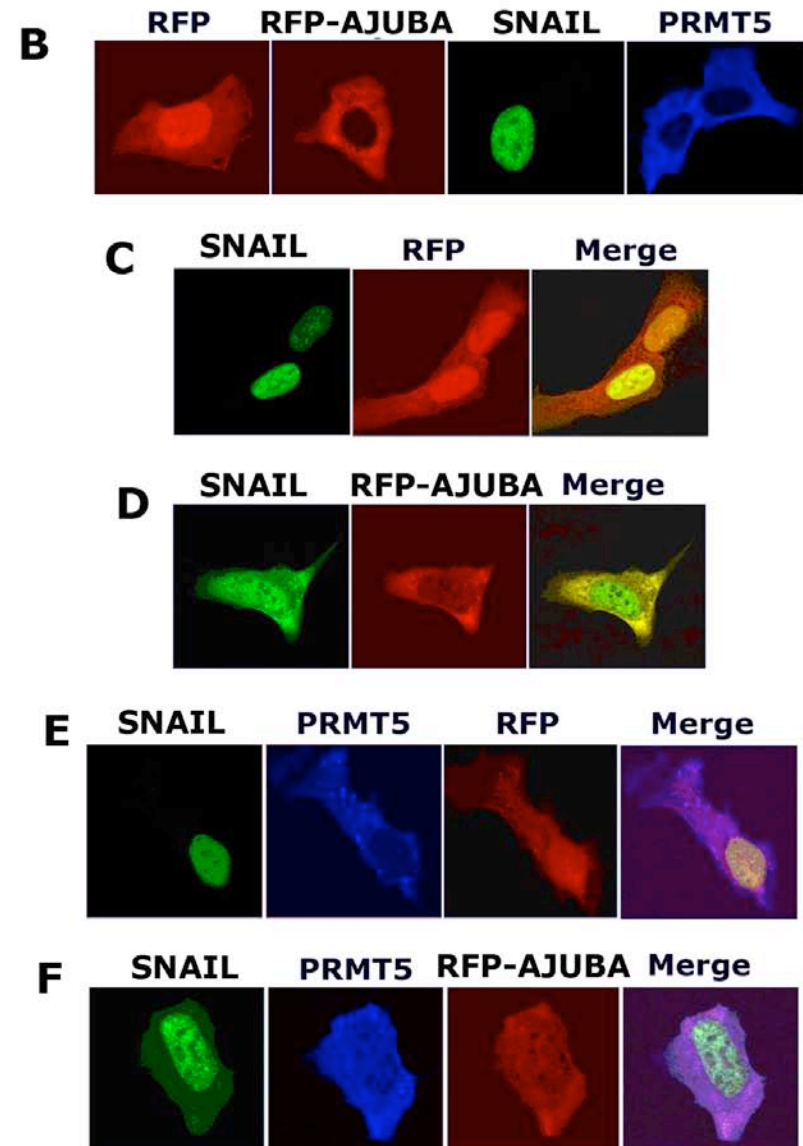 B RFP RFP-AJUBA SNAIL PRMT5
C SNAIL RFP Merge
D SNAIL RFP-AJUBA Merge
E SNAIL PRMT5 RFP Merge
F SNAIL PRMT5 RFP-AJUBA Merge